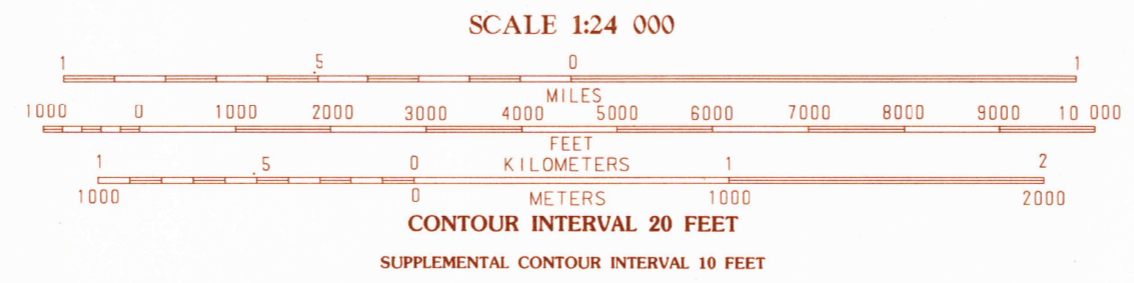 SCALE 1:24 000
1 .5 0 1
MILES
1000 0 1000 2000 3000 4000 5000 6000 7000 8000 9000 10 000
FEET
1 .5 0 KILOMETERS 1 2
1000 0 METERS 1000 2000
CONTOUR INTERVAL 20 FEET
SUPPLEMENTAL CONTOUR INTERVAL 10 FEET